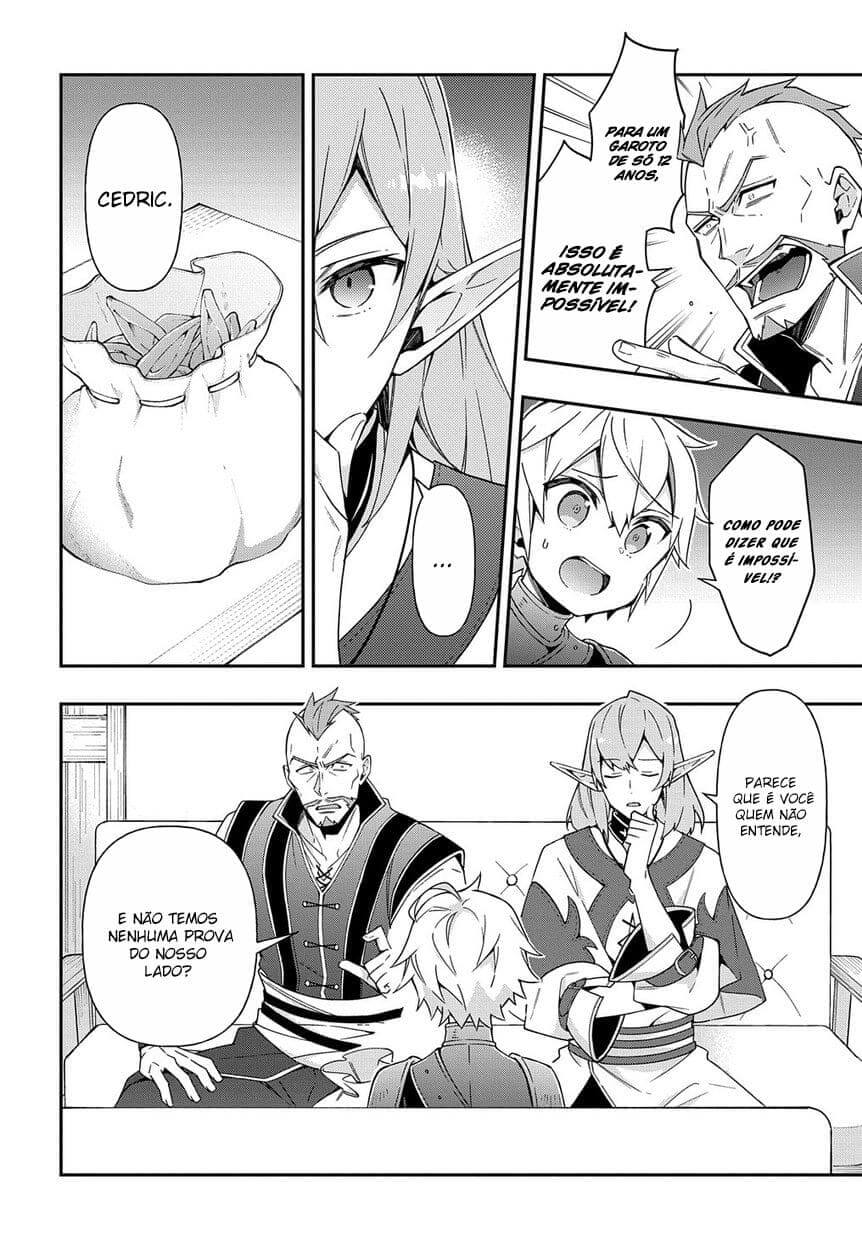 PARA UM
GAROTO
DE SÓ 12
ANOS,
ISSO É
ABSOLUTA-
MENTE IM-
POSSÍVEL!
COMO PODE
DIZER QUE
É IMPOSSÍ-
VEL!?
...
CEDRIC.
PARECE
QUE É VOCÊ
QUEM NÃO
ENTENDE,
E NÃO TEMOS
NENHUMA PROVA
DO NOSSO
LADO?